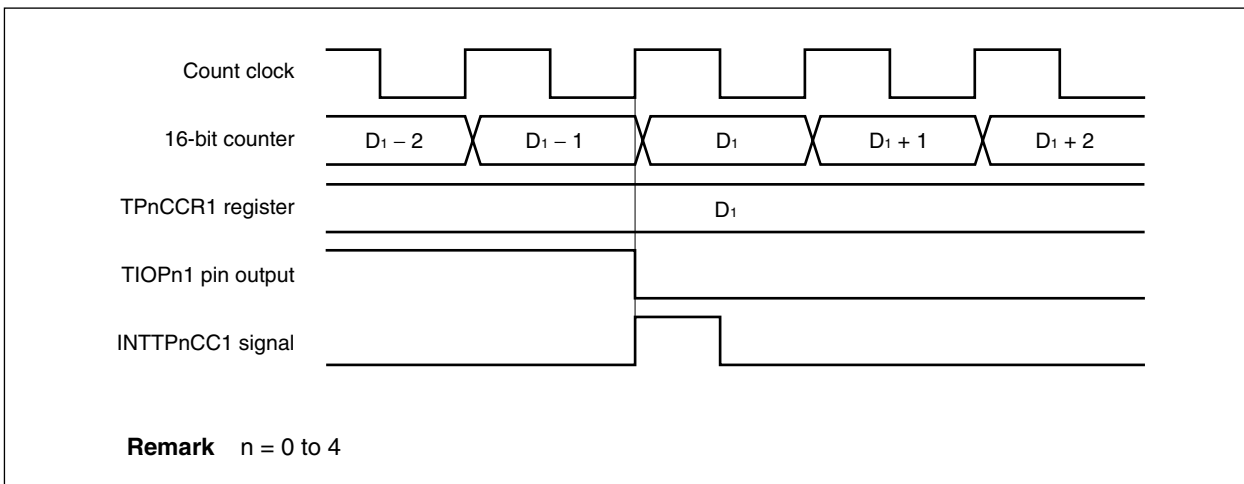 Count clock
16-bit counter D₁ – 2 D₁ – 1 D₁ D₁ + 1 D₁ + 2
TPnCCR1 register D₁
TIOPn1 pin output
INTTPnCC1 signal
Remark n = 0 to 4